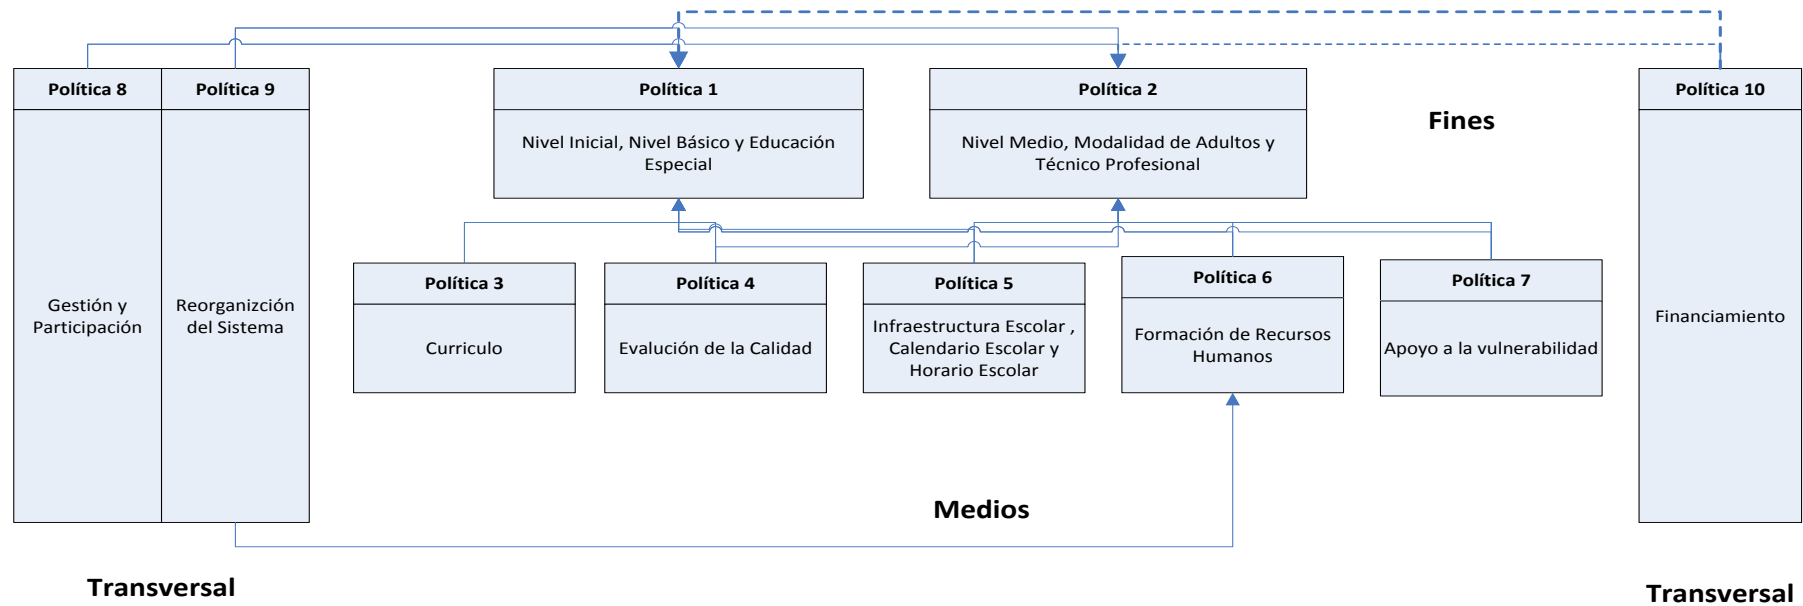 Política 8
Gestión y
Participación
Política 9
Reorganizción
del Sistema
Transversal
Política 1
Nivel Inicial, Nivel Básico y Educación
Especial
Política 2
Nivel Medio, Modalidad de Adultos y
Técnico Profesional
Fines
Política 3
Curriculo
Política 4
Evalución de la Calidad
Política 5
Infraestructura Escolar ,
Calendario Escolar y
Horario Escolar
Política 6
Formación de Recursos
Humanos
Política 7
Apoyo a la vulnerabilidad
Medios
Política 10
Financiamiento
Transversal